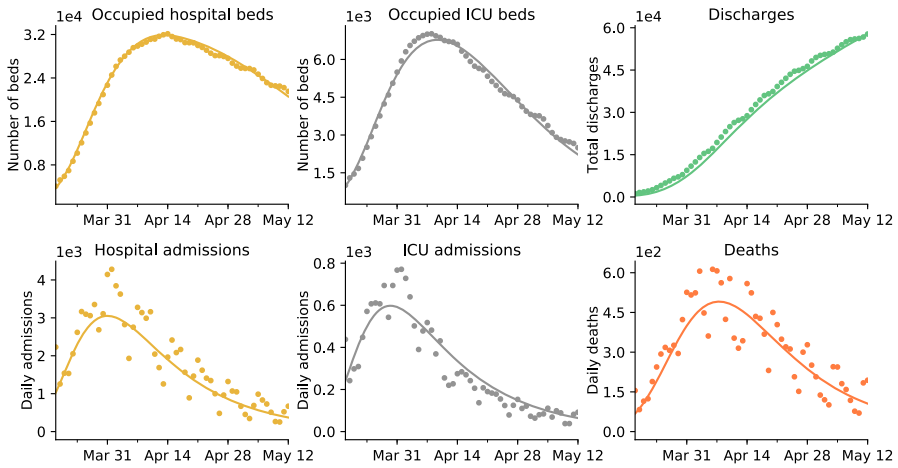 Occupied hospital beds
1e4
Number of beds
3.2
2.4
1.6
0.8
Mar 31 Apr 14 Apr 28 May 12
Occupied ICU beds
1e3
Number of beds
7.5
6.0
4.5
3.0
1.5
Mar 31 Apr 14 Apr 28 May 12
Discharges
1e4
Total discharges
6.0
4.5
3.0
1.5
0.0
Mar 31 Apr 14 Apr 28 May 12
Hospital admissions
1e3
Daily admissions
4
3
2
1
0
Mar 31 Apr 14 Apr 28 May 12
ICU admissions
1e3
Daily admissions
0.8
0.6
0.4
0.2
0.0
Mar 31 Apr 14 Apr 28 May 12
Deaths
1e2
Daily deaths
6.0
4.5
3.0
1.5
0.0
Mar 31 Apr 14 Apr 28 May 12